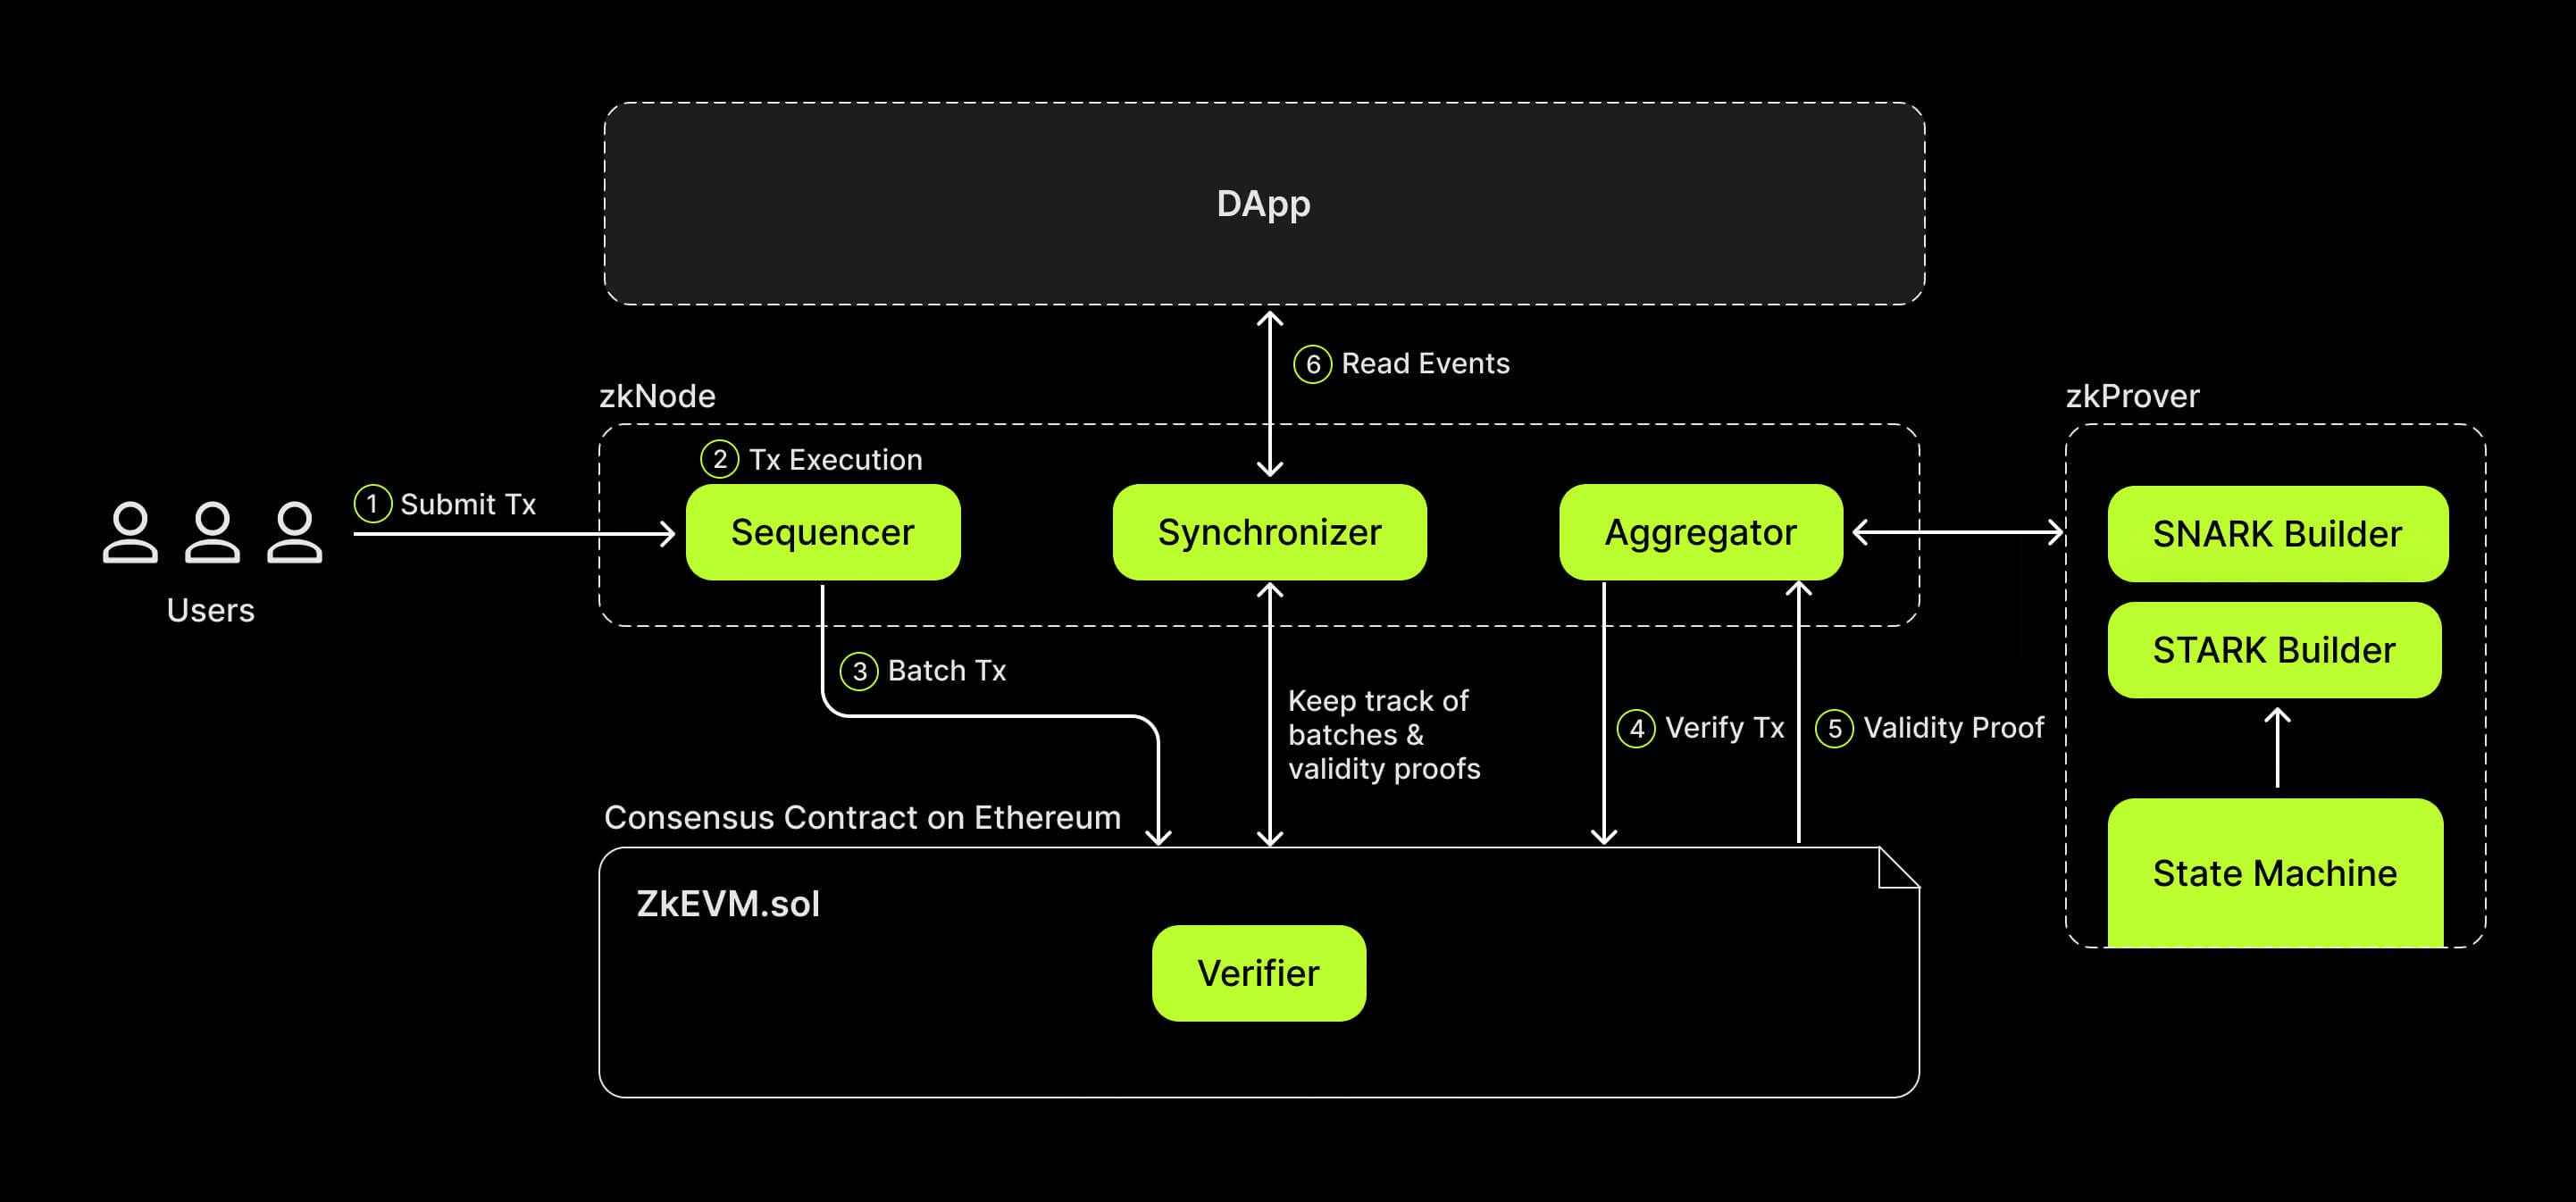 DApp
6 Read Events
zkNode
zkProver
2 Tx Execution
1 Submit Tx
Sequencer
Synchronizer
Aggregator
SNARK Builder
Users
STARK Builder
3 Batch Tx
Keep track of
batches &
validity proofs
4 Verify Tx
5 Validity Proof
Consensus Contract on Ethereum
State Machine
ZkEVM.sol
Verifier